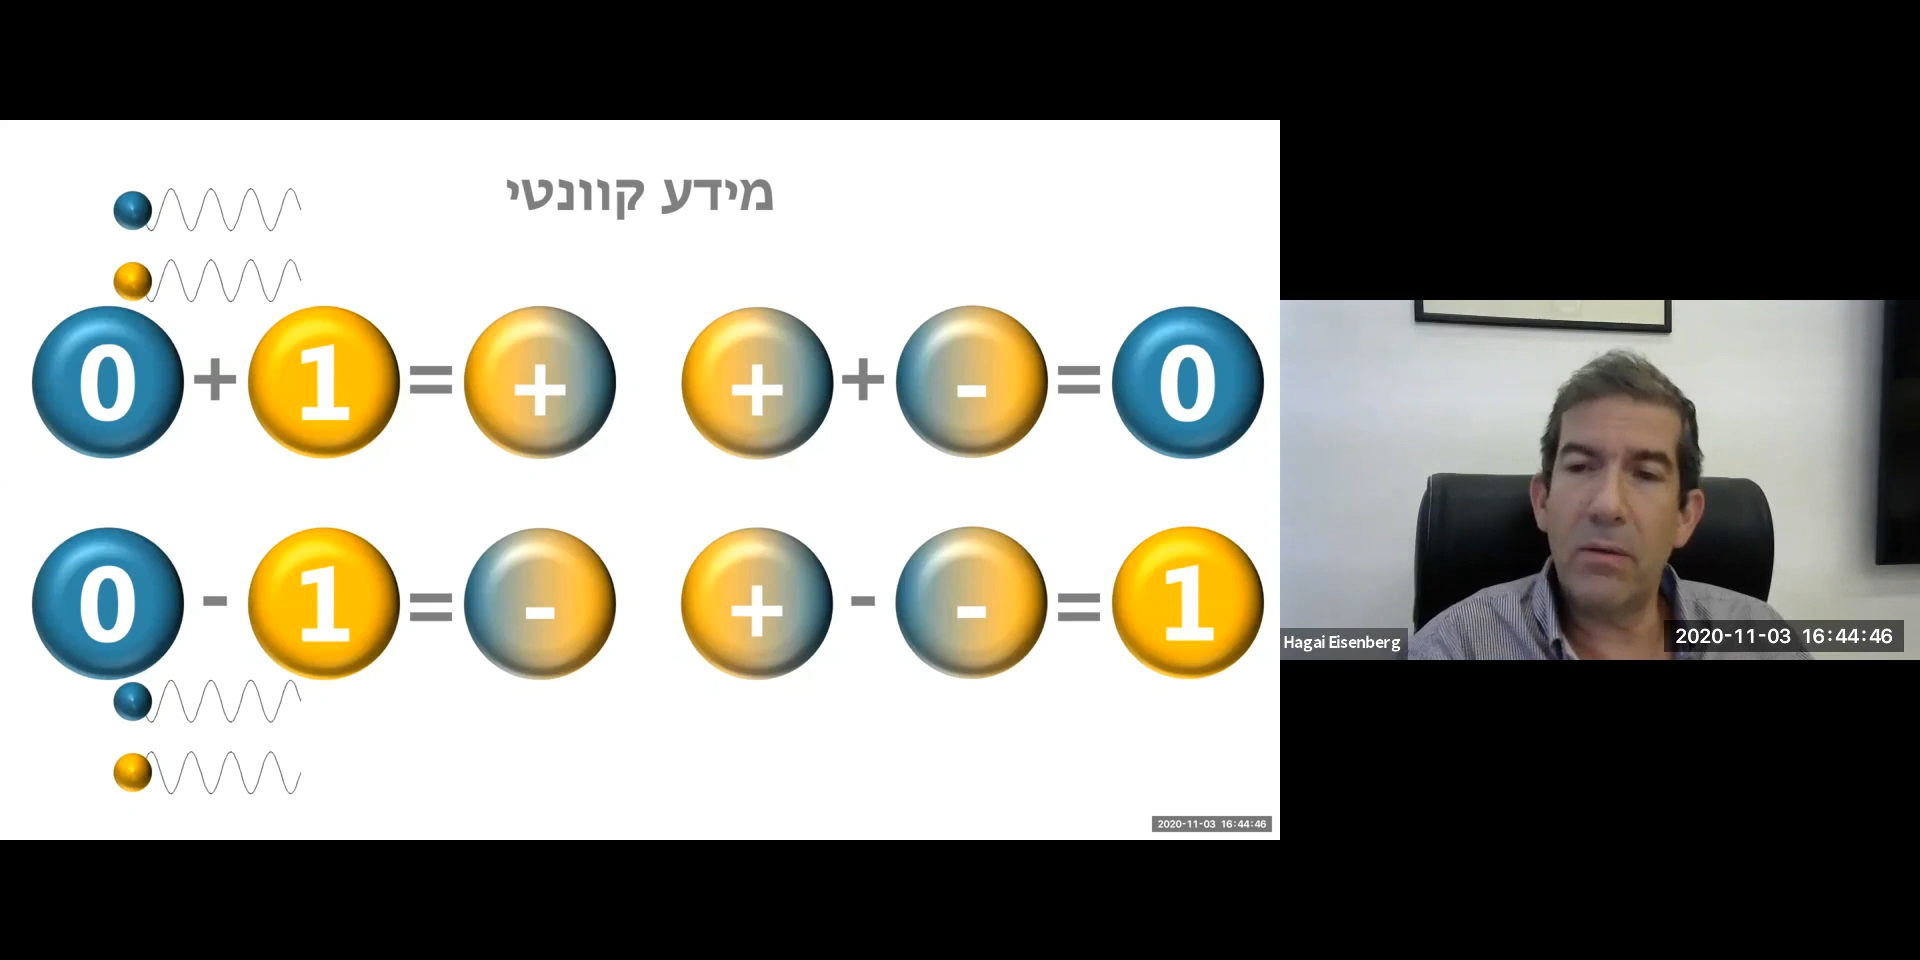 מידע קוונטי
0 + 1 = + + + - = 0
0 - 1 = - + - - = 1
2020-11-03 16:44:46
Hagai Eisenberg
2020-11-03 16:44:46